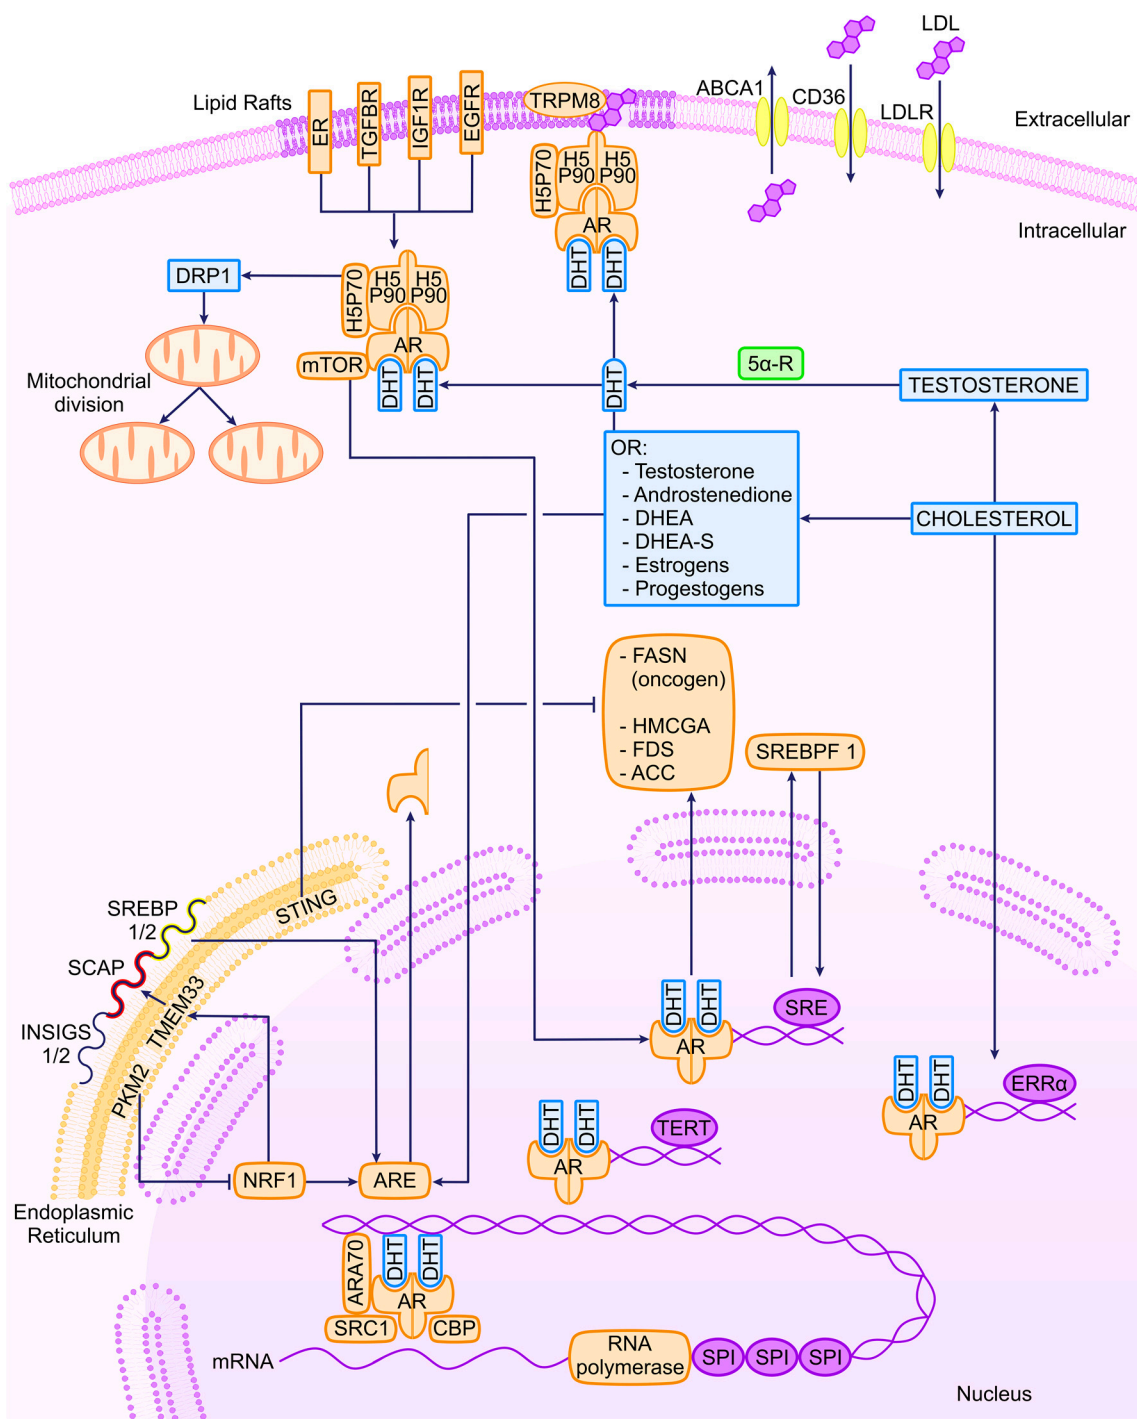 LDL
ABCA1
CD36
LDLR
Lipid Rafts
ER
TGFBR
IGF1R
EGFR
TRPM8
Extracellular
Intracellular
H5P70
H5
P90
H5
P90
AR
DHT
DHT
DRP1
H5P70
H5
P90
H5
P90
AR
mTOR
DHT
DHT
Mitochondrial
division
DHT
5α-R
TESTOSTERONE
OR:
- Testosterone
- Androstenedione
- DHEA
- DHEA-S
- Estrogens
- Progestogens
CHOLESTEROL
- FASN
(oncogen)
- HMCGA
- FDS
- ACC
SREBPF 1
STING
SREBP
1/2
SCAP
TMEM33
INSIGS
1/2
PKM2
DHT
DHT
AR
SRE
DHT
DHT
AR
ERRα
DHT
DHT
AR
TERT
NRF1
ARE
Endoplasmic
Reticulum
ARA70
DHT
DHT
AR
SRC1
CBP
mRNA
RNA
polymerase
SPI
SPI
SPI
Nucleus